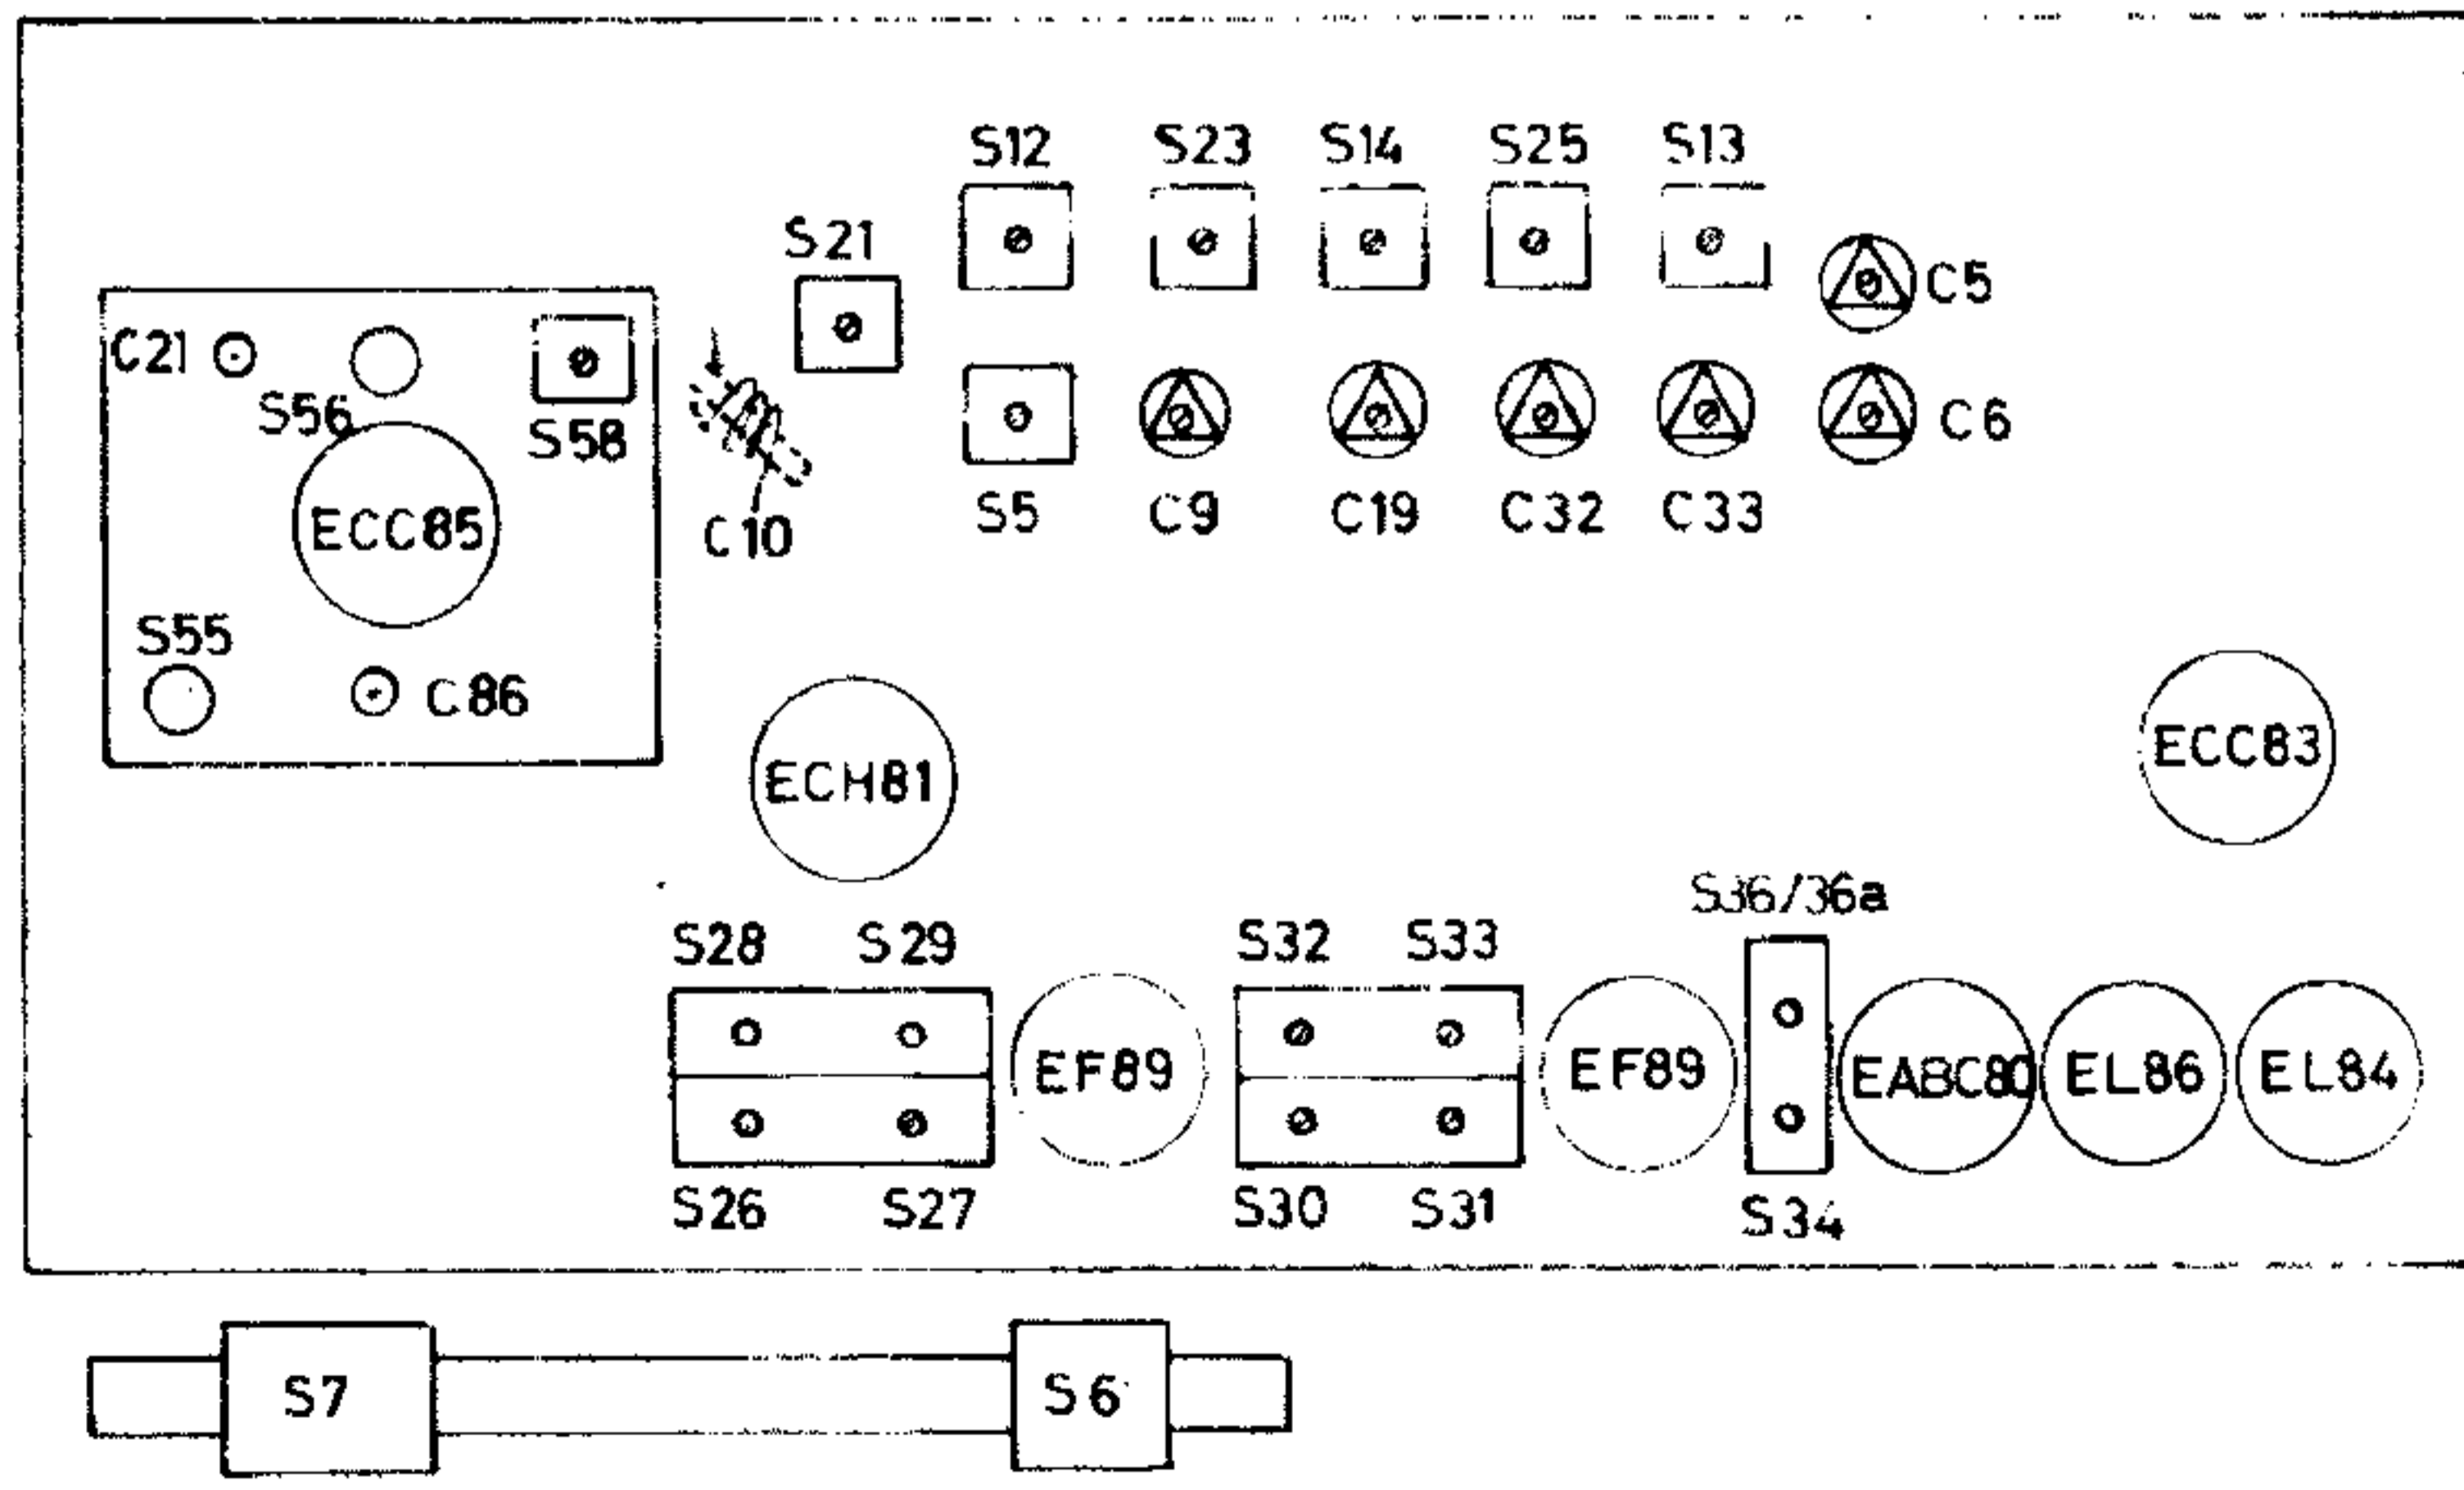 S12 S23 S14 S25 S13
S21
C5
C21
S56
S58
C6
ECC85
C10
S5 C9 C19 C32 C33
S55
C86
ECC83
ECH81
S36/36a
S28 S29 S32 S33
EF89 EF89 EABC80 EL86 EL84
S26 S27 S30 S31 S34
S7 S6